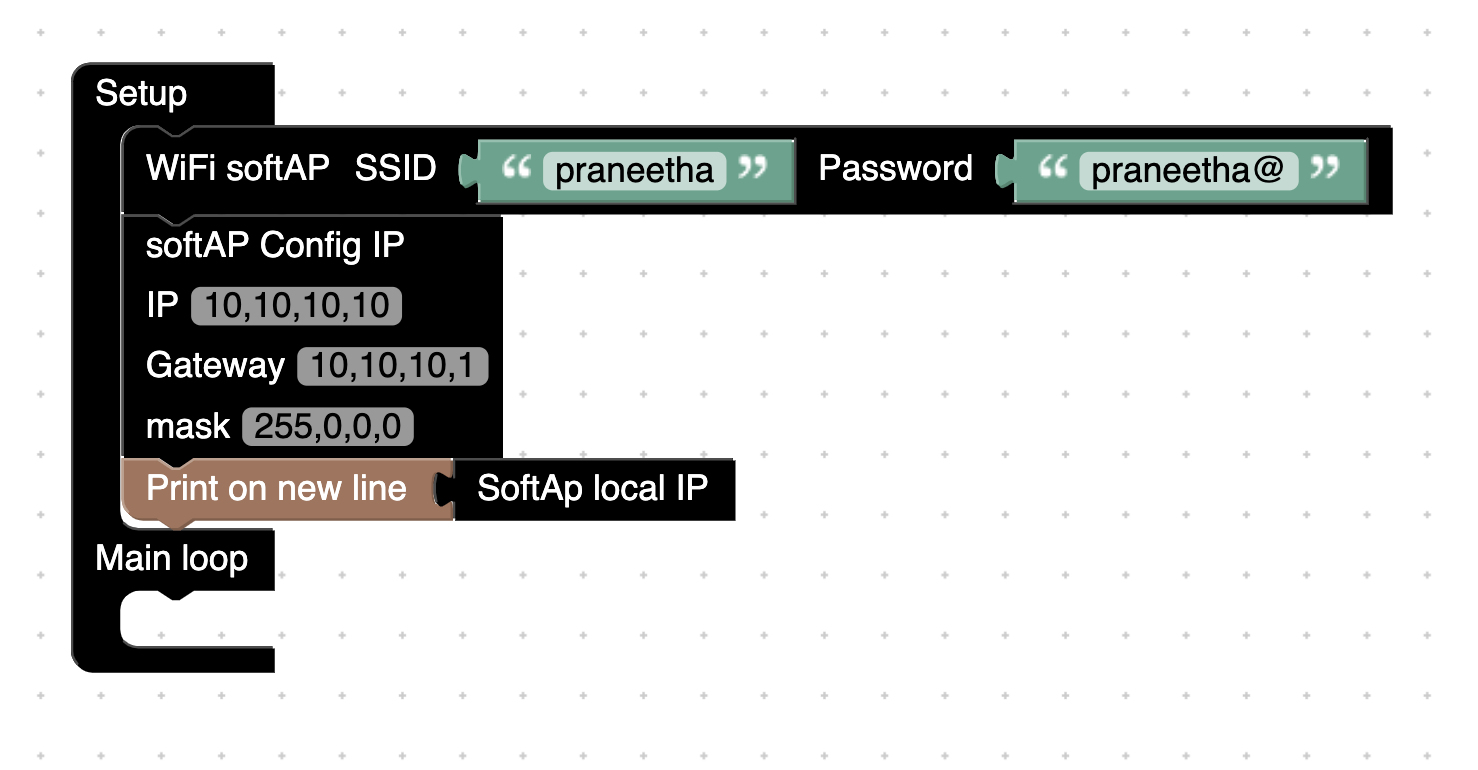 Setup
WiFi softAP SSID “ praneetha ” Password “ praneetha@ ”
softAP Config IP
IP 10,10,10,10
Gateway 10,10,10,1
mask 255,0,0,0
Print on new line SoftAp local IP
Main loop